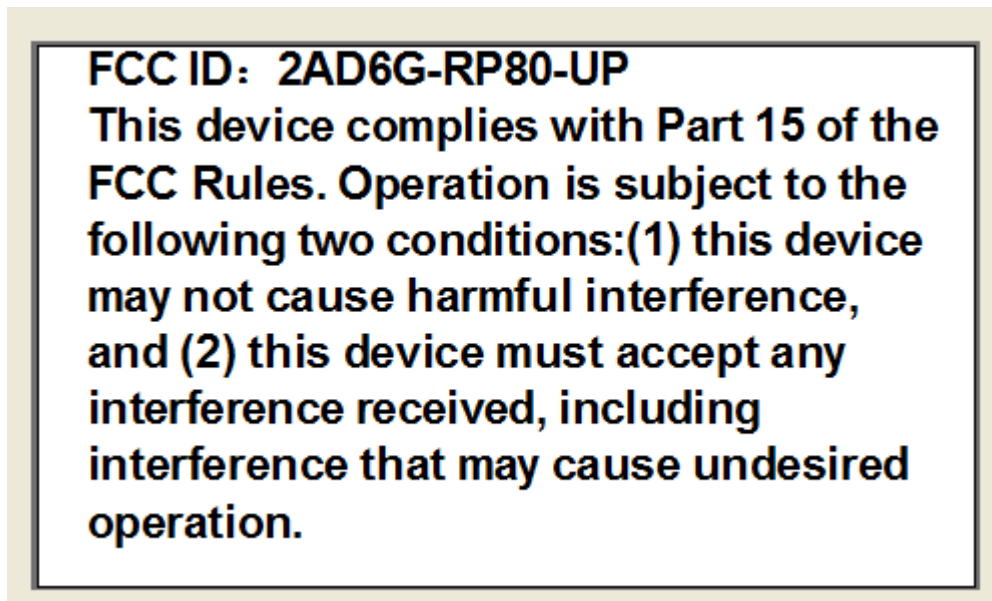 FCC ID：2AD6G-RP80-UP
This device complies with Part 15 of the
FCC Rules. Operation is subject to the
following two conditions:(1) this device
may not cause harmful interference,
and (2) this device must accept any
interference received, including
interference that may cause undesired
operation.